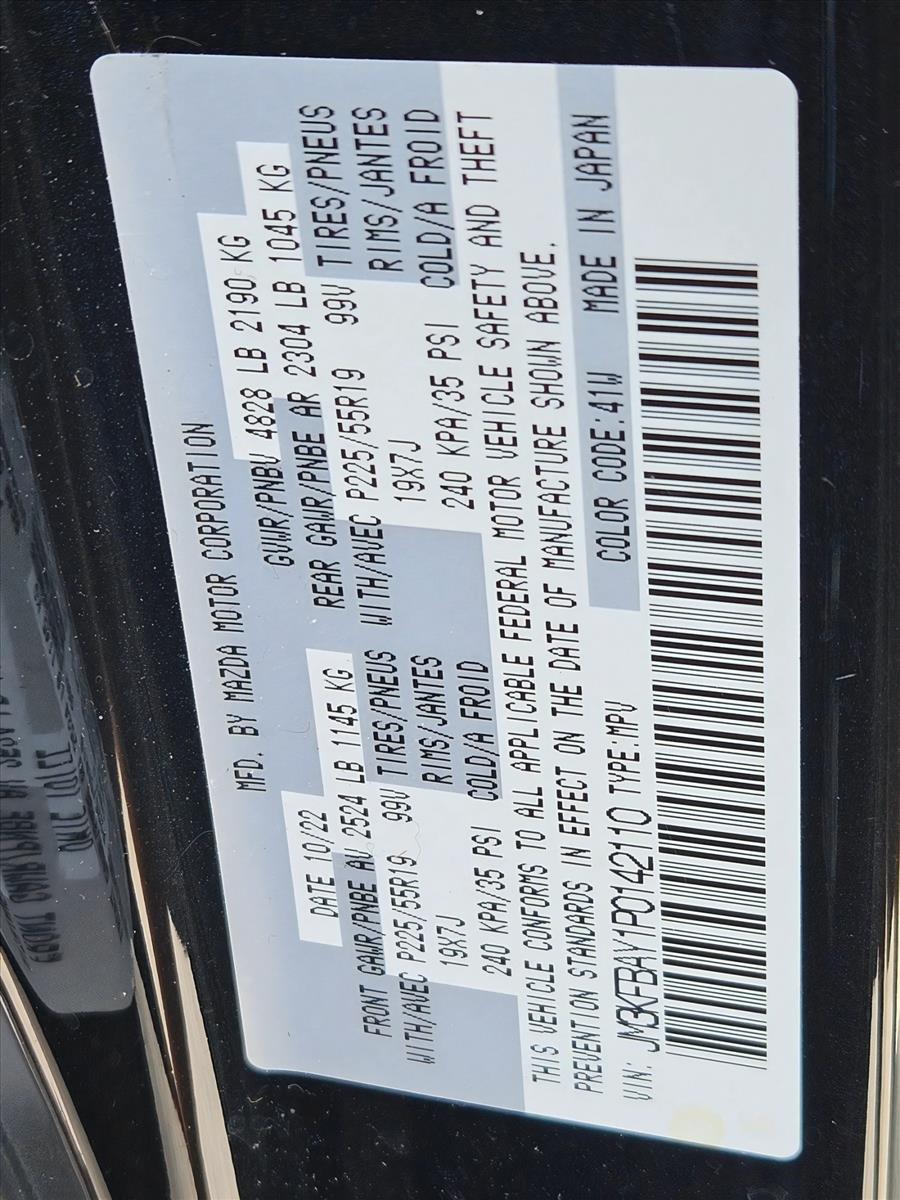 MFD. BY MAZDA MOTOR CORPORATION
DATE 10/22 GVWR/PNBV 4828 LB 2190 KG
FRONT GAWR/PNBE AV 2524 LB 1145 KG REAR GAWR/PNBE AR 2304 LB 1045 KG
WITH/AVEC P225/55R19 99V TIRES/PNEUS WITH/AVEC P225/55R19 99V TIRES/PNEUS
19X7J RIMS/JANTES 19X7J RIMS/JANTES
240 KPA/35 PSI COLD/A FROID 240 KPA/35 PSI COLD/A FROID
THIS VEHICLE CONFORMS TO ALL APPLICABLE FEDERAL MOTOR VEHICLE SAFETY AND THEFT
PREVENTION STANDARDS IN EFFECT ON THE DATE OF MANUFACTURE SHOWN ABOVE.
VIN: JM3KFBAY1P0142110 TYPE:MPV COLOR CODE:41W MADE IN JAPAN